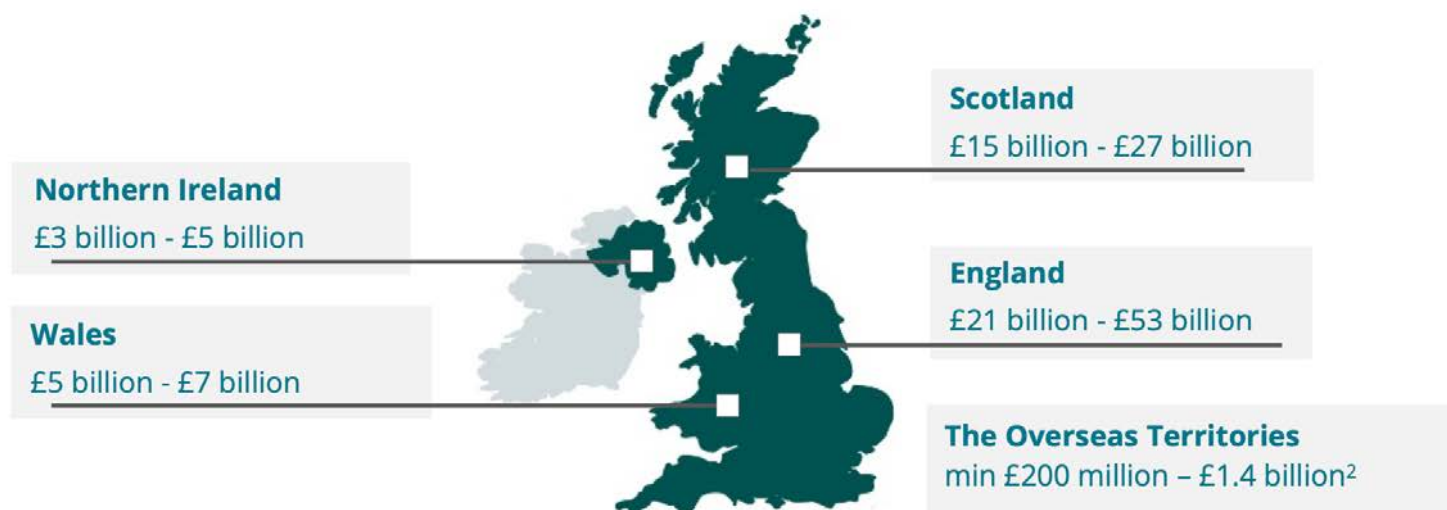 Scotland
£15 billion - £27 billion
Northern Ireland
£3 billion - £5 billion
England
£21 billion - £53 billion
Wales
£5 billion - £7 billion
The Overseas Territories
min £200 million – £1.4 billion²